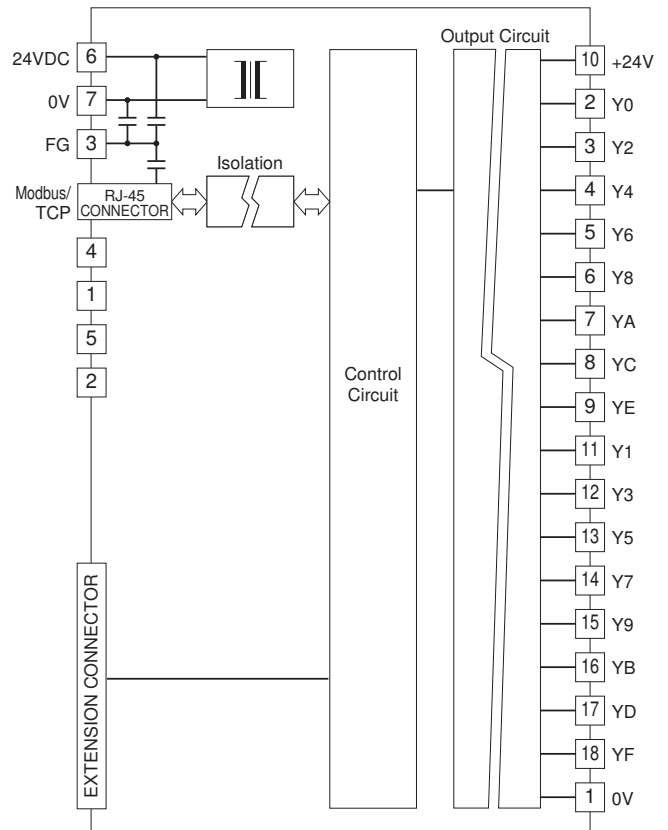 Output Circuit
24VDC 6
0V 7
FG 3
Modbus/
TCP
RJ-45
CONNECTOR
Isolation
4
1
5
2
Control
Circuit
EXTENSION CONNECTOR
10 +24V
2 Y0
3 Y2
4 Y4
5 Y6
6 Y8
7 YA
8 YC
9 YE
11 Y1
12 Y3
13 Y5
14 Y7
15 Y9
16 YB
17 YD
18 YF
1 0V